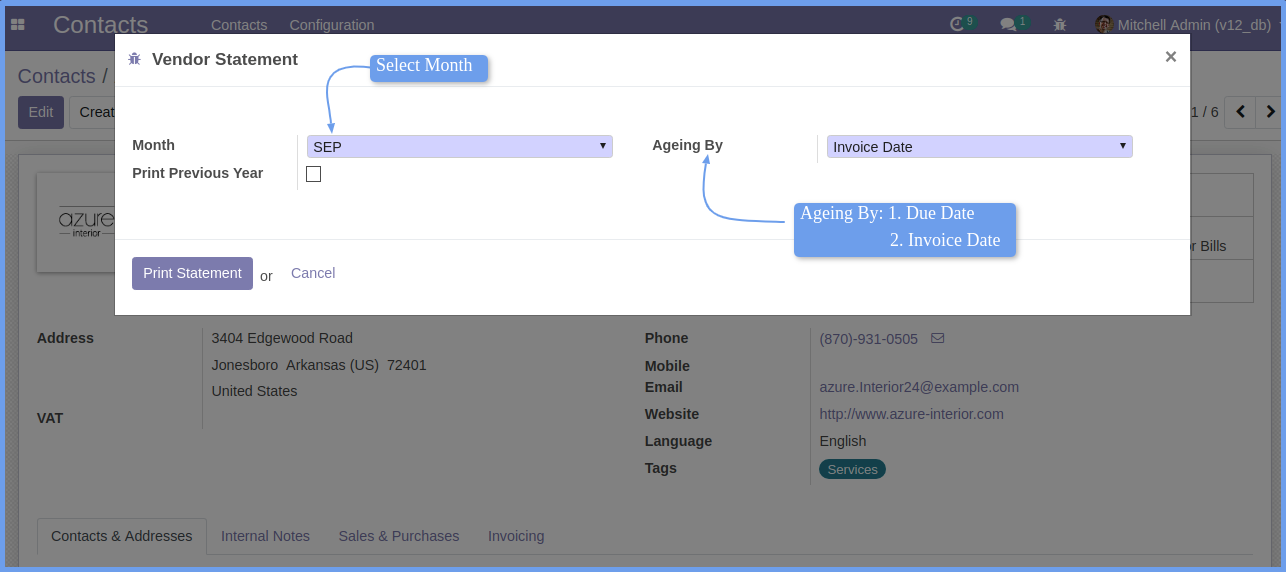 Contacts Contacts Configuration 9 1 Mitchell Admin (v12_db)
Contacts /
Vendor Statement ×
Select Month
Edit Creat 1 / 6
Month SEP Ageing By Invoice Date
Print Previous Year
azure
interior
Ageing By: 1. Due Date
2. Invoice Date
r Bills
Print Statement or Cancel
Address 3404 Edgewood Road Phone (870)-931-0505
Jonesboro Arkansas (US) 72401 Mobile
United States Email azure.Interior24@example.com
VAT Website http://www.azure-interior.com
Language English
Tags Services
Contacts & Addresses Internal Notes Sales & Purchases Invoicing